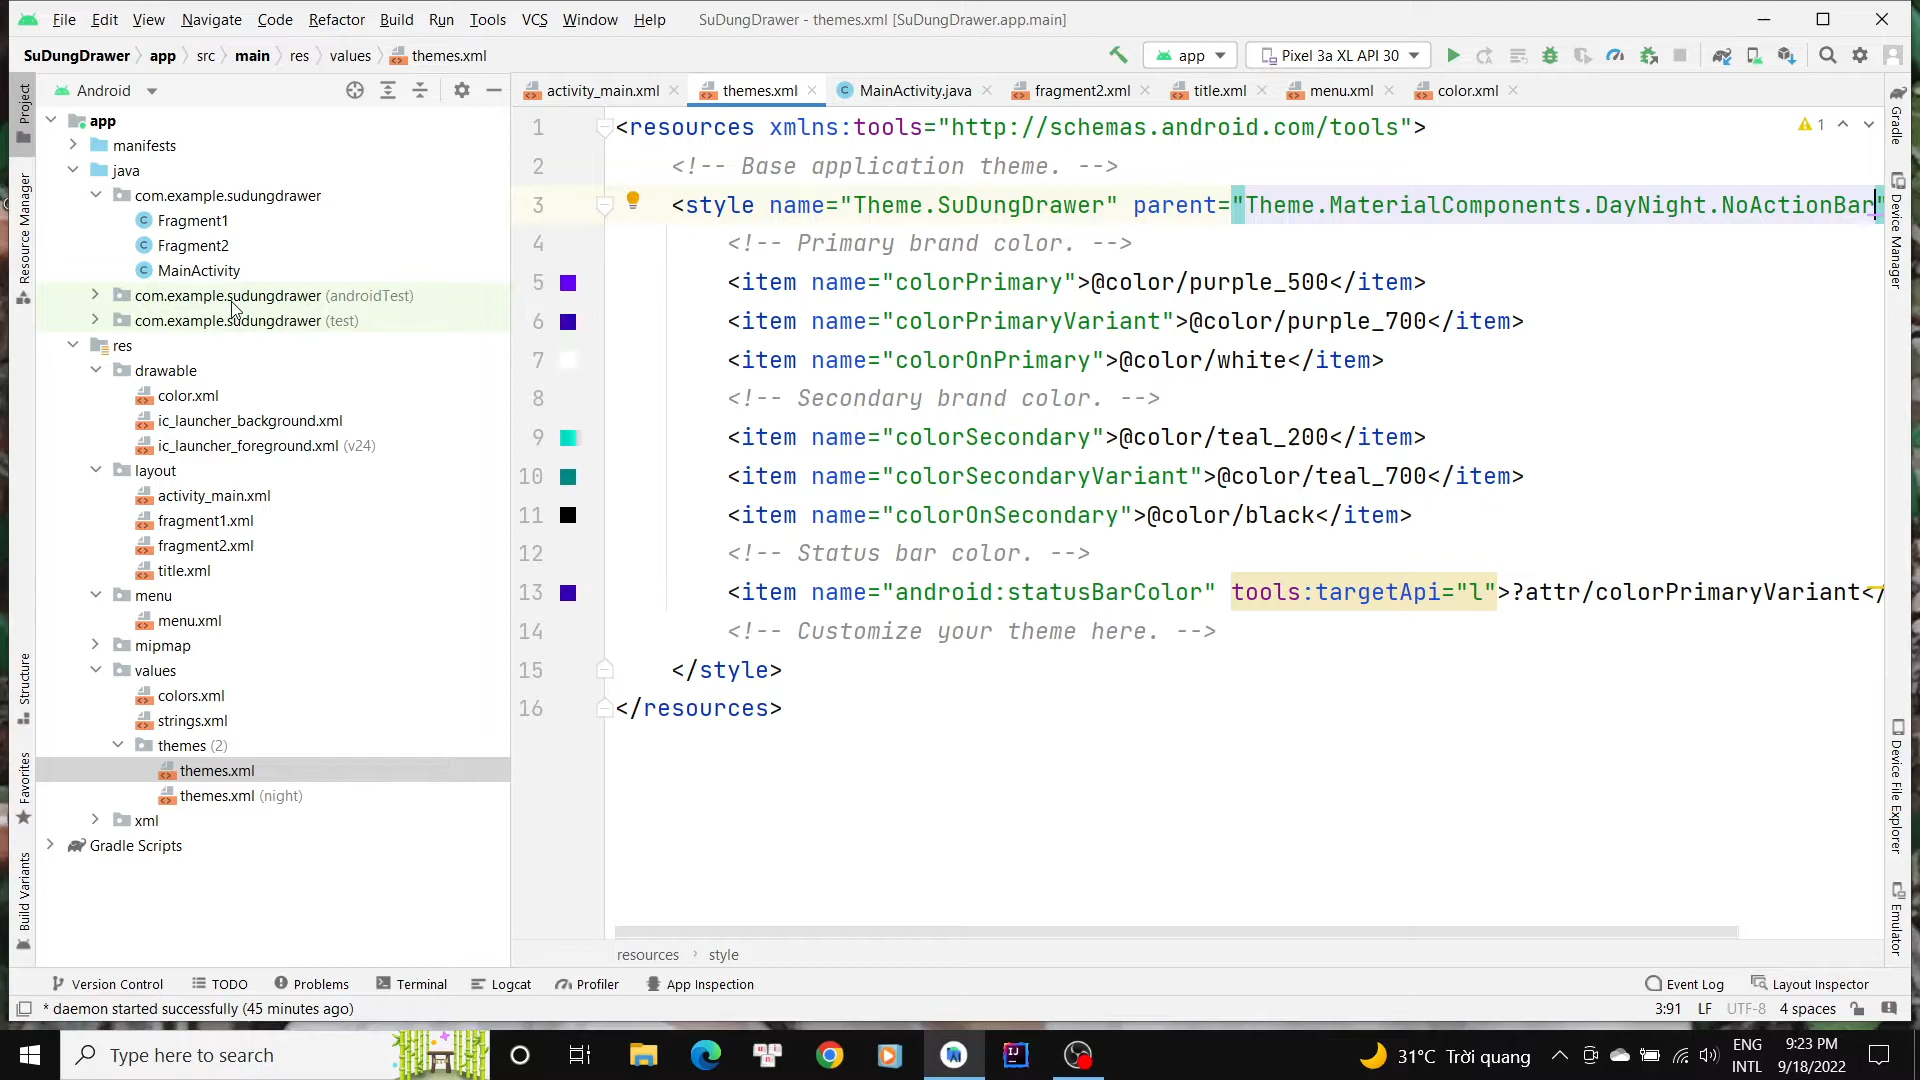 File Edit View Navigate Code Refactor Build Run Tools VCS Window Help SuDungDrawer - themes.xml [SuDungDrawer.app.main]
SuDungDrawer app src main res values themes.xml app Pixel 3a XL API 30
Android activity_main.xml themes.xml MainActivity.java fragment2.xml title.xml menu.xml color.xml
Project
Resource Manager
Structure
Favorites
Build Variants
app
manifests
java
com.example.sudungdrawer
Fragment1
Fragment2
MainActivity
com.example.sudungdrawer (androidTest)
com.example.sudungdrawer (test)
res
drawable
color.xml
ic_launcher_background.xml
ic_launcher_foreground.xml (v24)
layout
activity_main.xml
fragment1.xml
fragment2.xml
title.xml
menu
menu.xml
mipmap
values
colors.xml
strings.xml
themes (2)
themes.xml
themes.xml (night)
xml
Gradle Scripts
1 <resources xmlns:tools="http://schemas.android.com/tools">
2 <!-- Base application theme. -->
3 <style name="Theme.SuDungDrawer" parent="Theme.MaterialComponents.DayNight.NoActionBar"
4 <!-- Primary brand color. -->
5 <item name="colorPrimary">@color/purple_500</item>
6 <item name="colorPrimaryVariant">@color/purple_700</item>
7 <item name="colorOnPrimary">@color/white</item>
8 <!-- Secondary brand color. -->
9 <item name="colorSecondary">@color/teal_200</item>
10 <item name="colorSecondaryVariant">@color/teal_700</item>
11 <item name="colorOnSecondary">@color/black</item>
12 <!-- Status bar color. -->
13 <item name="android:statusBarColor" tools:targetApi="l">?attr/colorPrimaryVariant</
14 <!-- Customize your theme here. -->
15 </style>
16 </resources>
1
Gradle
Device Manager
Device File Explorer
Emulator
resources style
Version Control TODO Problems Terminal Logcat Profiler App Inspection Event Log Layout Inspector
* daemon started successfully (45 minutes ago) 3:91 LF UTF-8 4 spaces
Type here to search 31°C Trời quang ENG 9:23 PM
INTL 9/18/2022